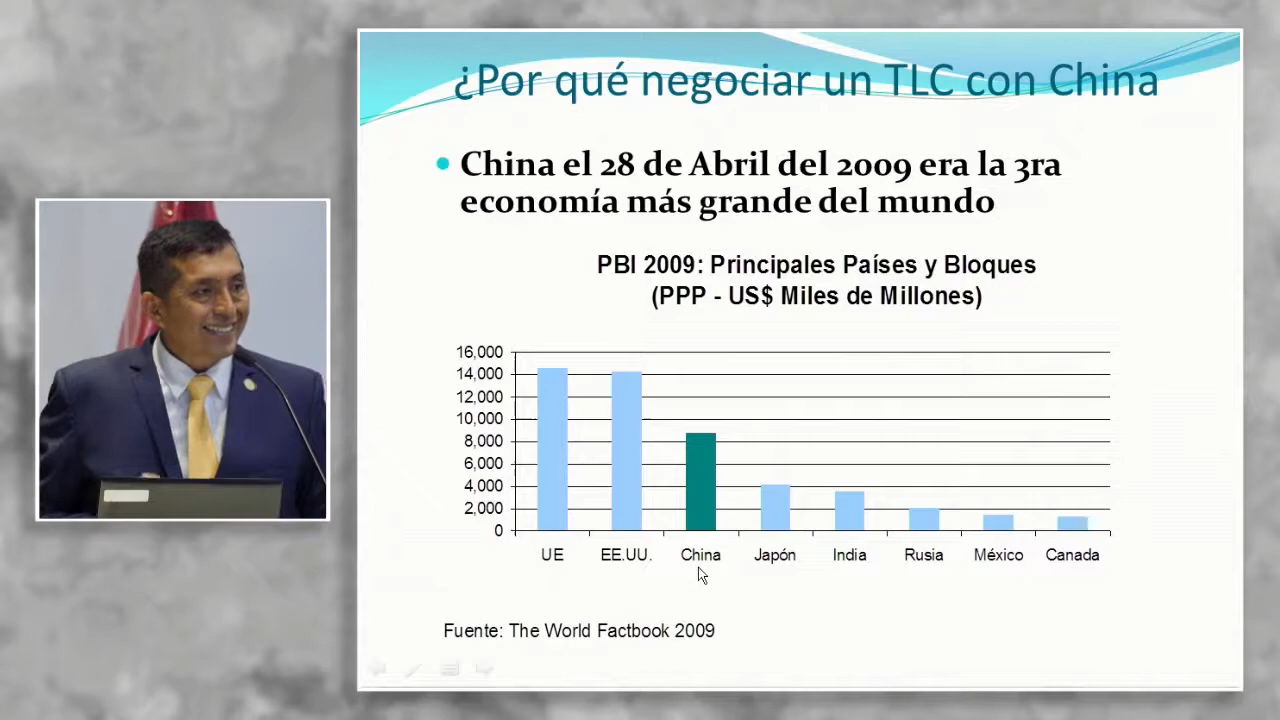 ¿Por qué negociar un TLC con China
China el 28 de Abril del 2009 era la 3ra
economía más grande del mundo
PBI 2009: Principales Países y Bloques
(PPP - US$ Miles de Millones)
16,000
14,000
12,000
10,000
8,000
6,000
4,000
2,000
0
UE EE.UU. China Japón India Rusia México Canada
Fuente: The World Factbook 2009